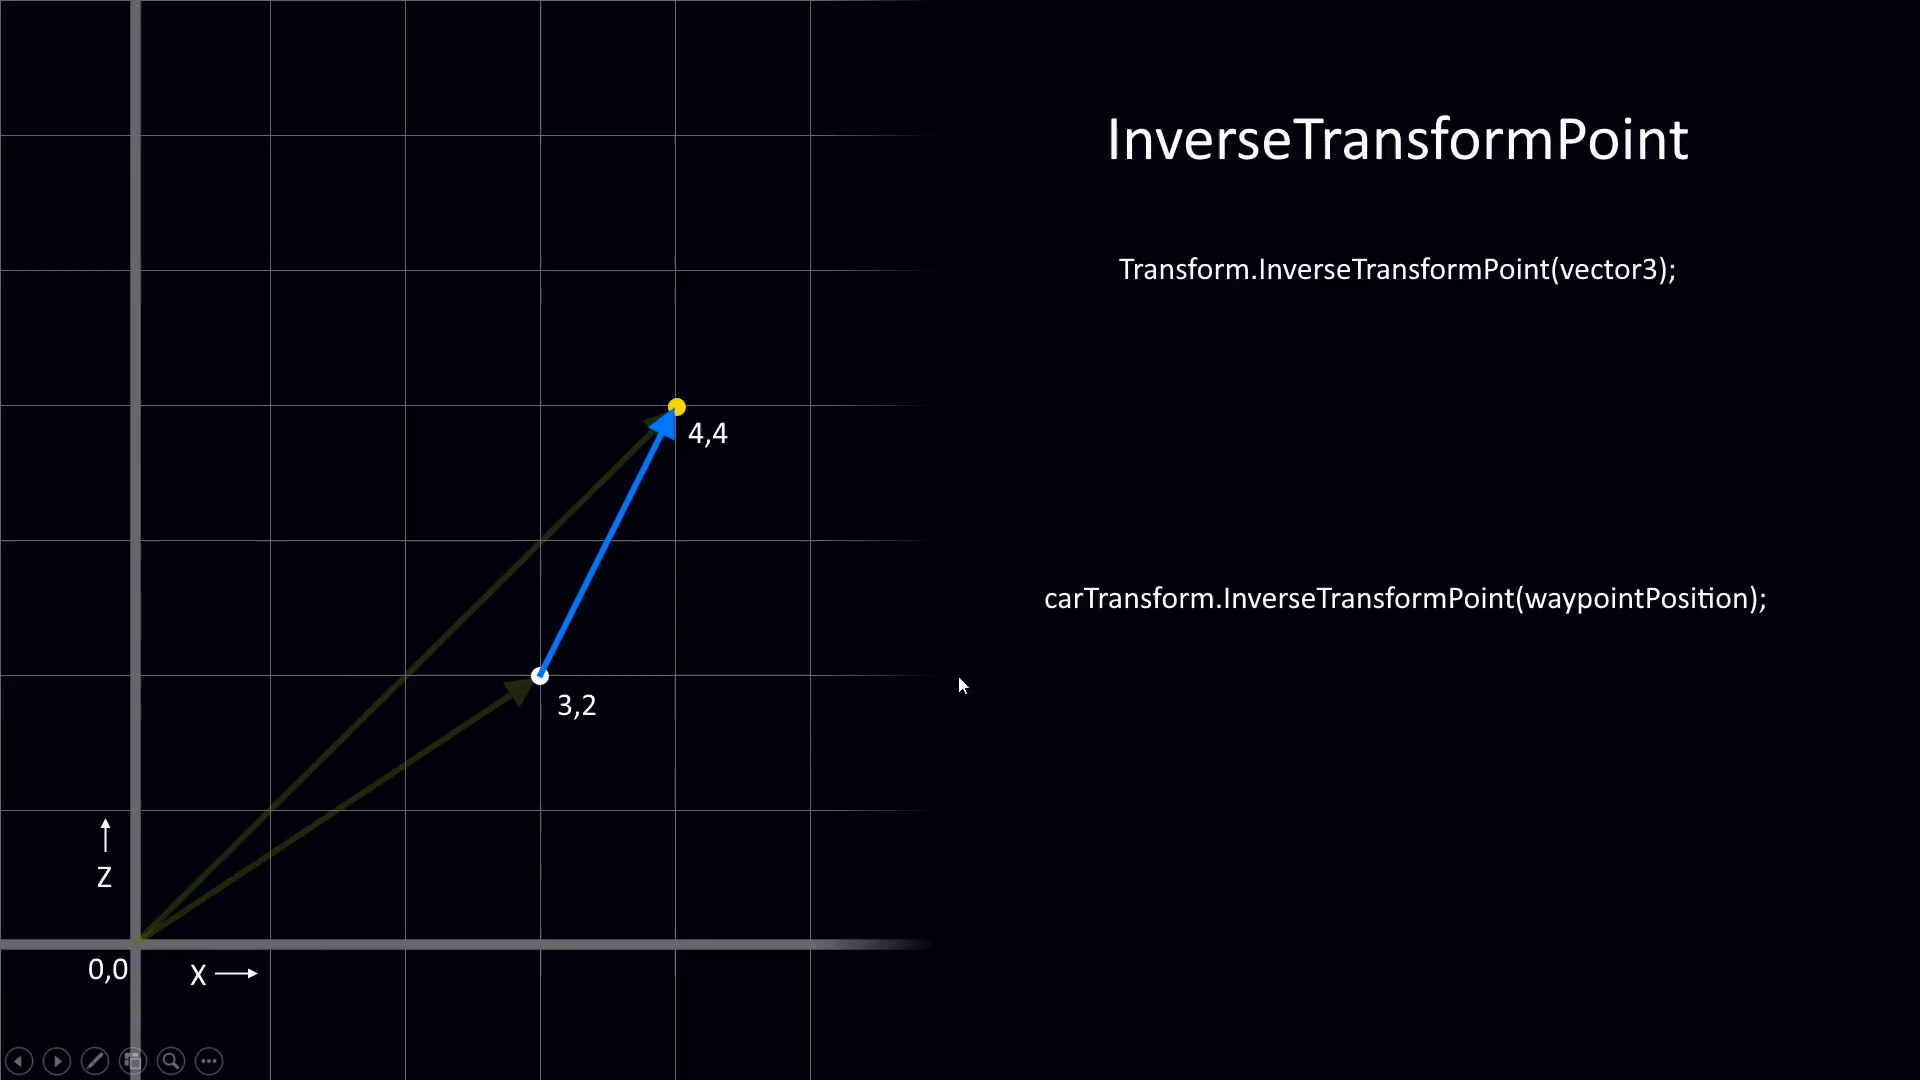 InverseTransformPoint
Transform.InverseTransformPoint(vector3);
4,4
carTransform.InverseTransformPoint(waypointPosition);
3,2
Z
0,0
X